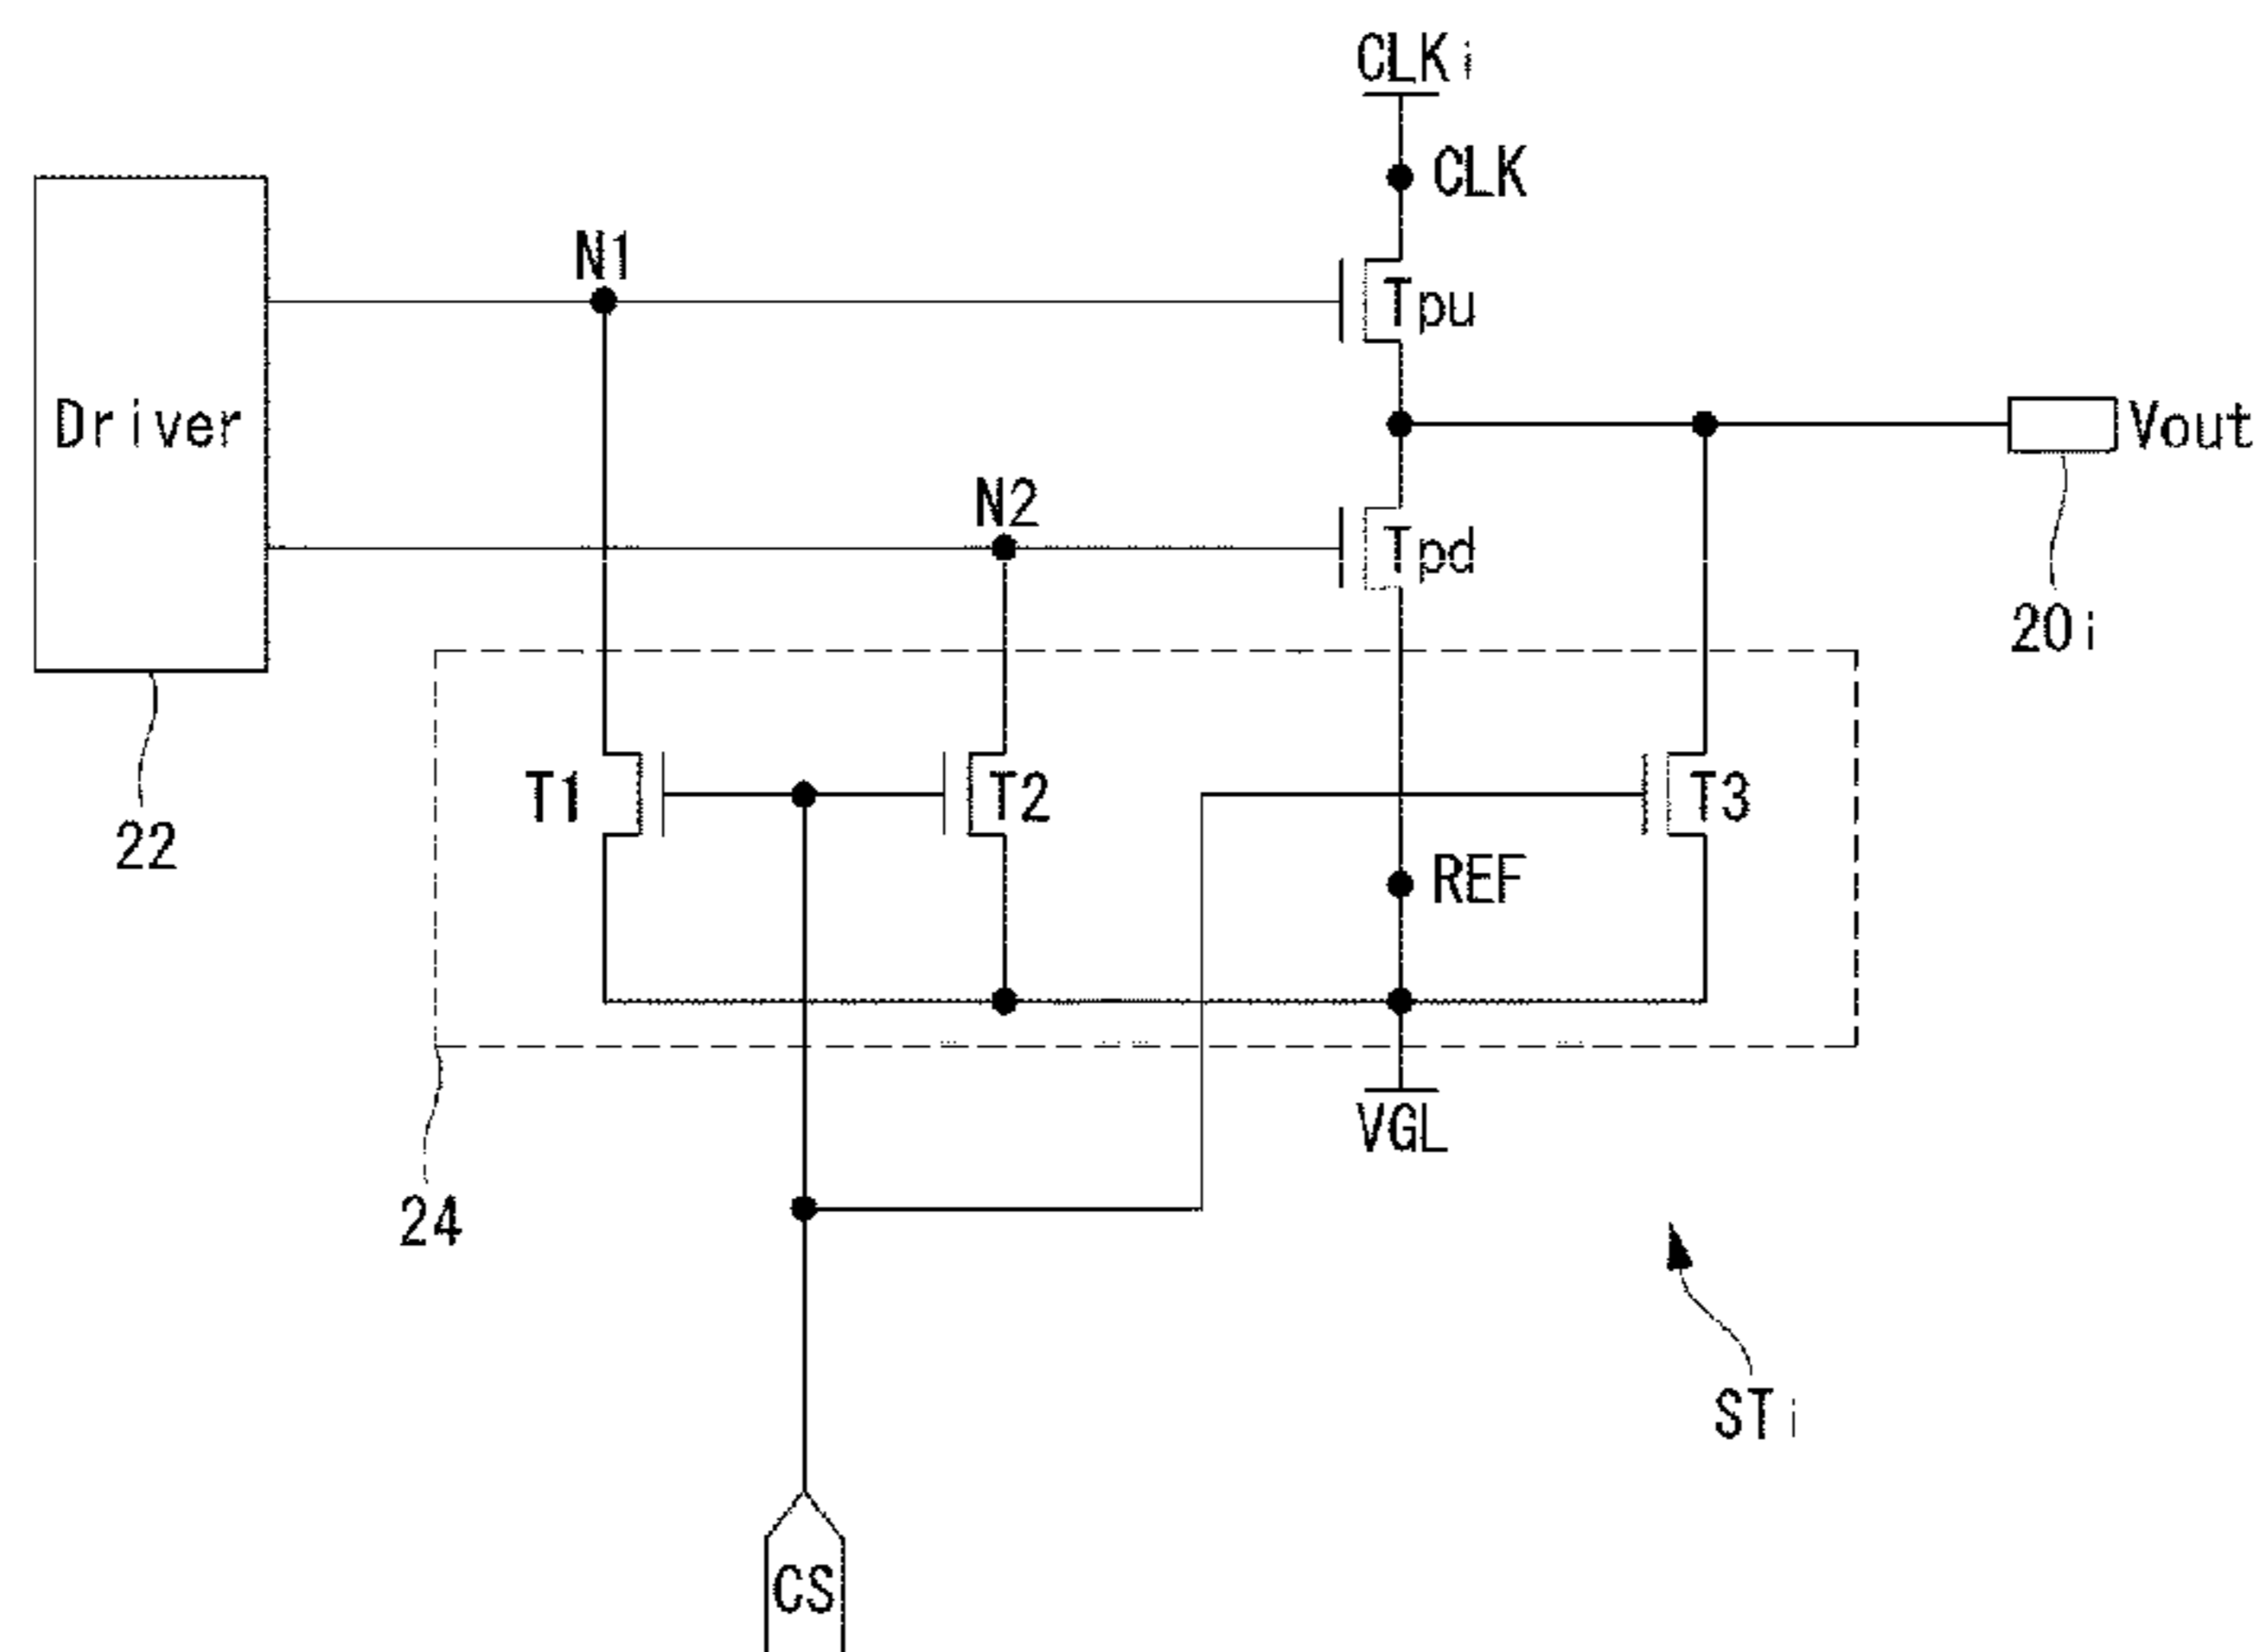 CLKi
CLK
N1
Tpu
Driver
Vout
N2
Tpd
20i
T1
T2
T3
22
REF
VGL
24
STi
CS